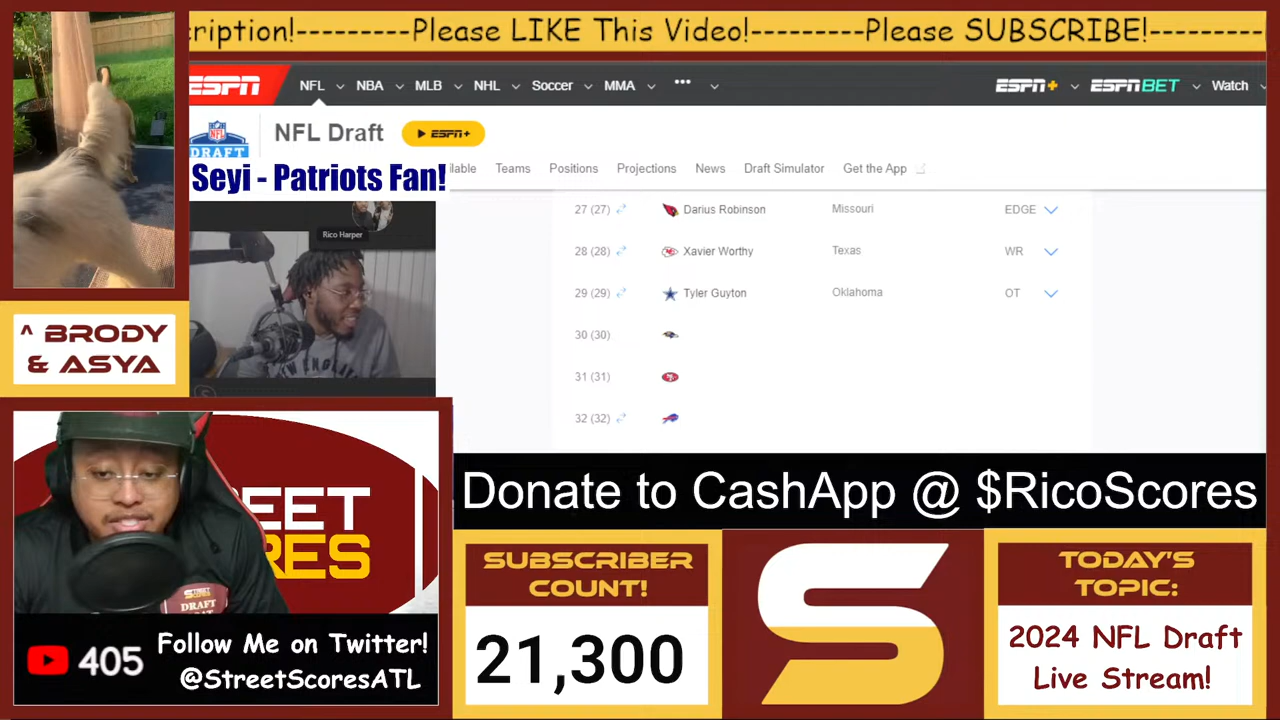 cription!---------Please LIKE This Video!---------Please SUBSCRIBE!---------
ESPN NFL NBA MLB NHL Soccer MMA ••• ESPN+ ESPN BET Watch
NFL
DRAFT
NFL Draft
ESPN+
Seyi - Patriots Fan!
ilable Teams Positions Projections News Draft Simulator Get the App
27 (27) Darius Robinson Missouri EDGE
28 (28) Xavier Worthy Texas WR
29 (29) Tyler Guyton Oklahoma OT
30 (30)
31 (31)
32 (32)
Rico Harper
NEW ENGLAND
^ BRODY
& ASYA
EET
RES
DRAFT
Donate to CashApp @ $RicoScores
405
Follow Me on Twitter!
@StreetScoresATL
SUBSCRIBER
COUNT!
21,300
S
TODAY'S
TOPIC:
2024 NFL Draft
Live Stream!